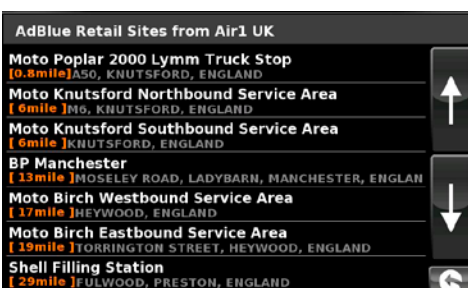 AdBlue Retail Sites from Air1 UK
Moto Poplar 2000 Lymm Truck Stop
[0.8mile]A50, KNUTSFORD, ENGLAND
Moto Knutsford Northbound Service Area
[ 6mile ]M6, KNUTSFORD, ENGLAND
Moto Knutsford Southbound Service Area
[ 6mile ]KNUTSFORD, ENGLAND
BP Manchester
[ 13mile ]MOSELEY ROAD, LADYBARN, MANCHESTER, ENGLAN
Moto Birch Westbound Service Area
[ 17mile ]HEYWOOD, ENGLAND
Moto Birch Eastbound Service Area
[ 19mile ]TORRINGTON STREET, HEYWOOD, ENGLAND
Shell Filling Station
[ 29mile ]FULWOOD, PRESTON, ENGLAND